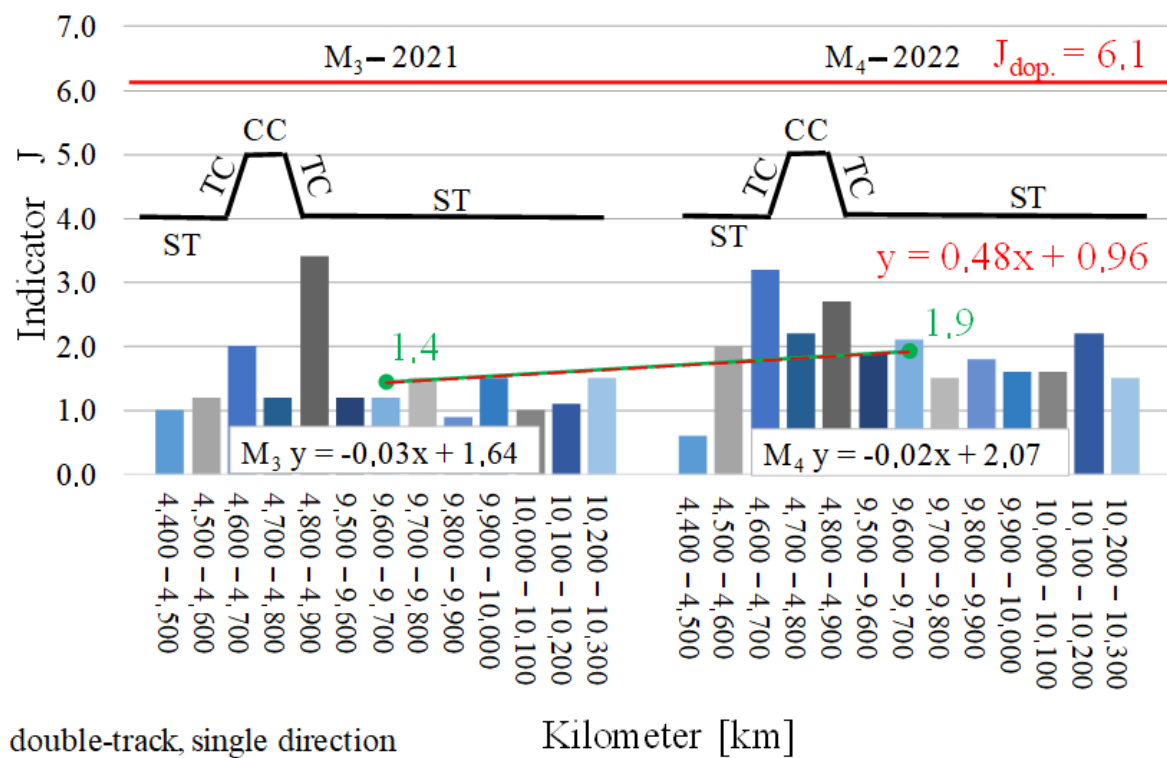 7.0
6.0
5.0
4.0
3.0
2.0
1.0
0.0
Indicator J
M₃ – 2021
M₄ – 2022
J_dop. = 6.1
ST
TC
CC
TC
ST
ST
TC
CC
TC
ST
y = 0.48x + 0.96
1.4
1.9
M₃ y = -0.03x + 1.64
M₄ y = -0.02x + 2.07
4,400 – 4,500
4,500 – 4,600
4,600 – 4,700
4,700 – 4,800
4,800 – 4,900
9,500 – 9,600
9,600 – 9,700
9,700 – 9,800
9,800 – 9,900
9,900 – 10,000
10,000 – 10,100
10,100 – 10,200
10,200 – 10,300
4,400 – 4,500
4,500 – 4,600
4,600 – 4,700
4,700 – 4,800
4,800 – 4,900
9,500 – 9,600
9,600 – 9,700
9,700 – 9,800
9,800 – 9,900
9,900 – 10,000
10,000 – 10,100
10,100 – 10,200
10,200 – 10,300
double-track, single direction
Kilometer [km]